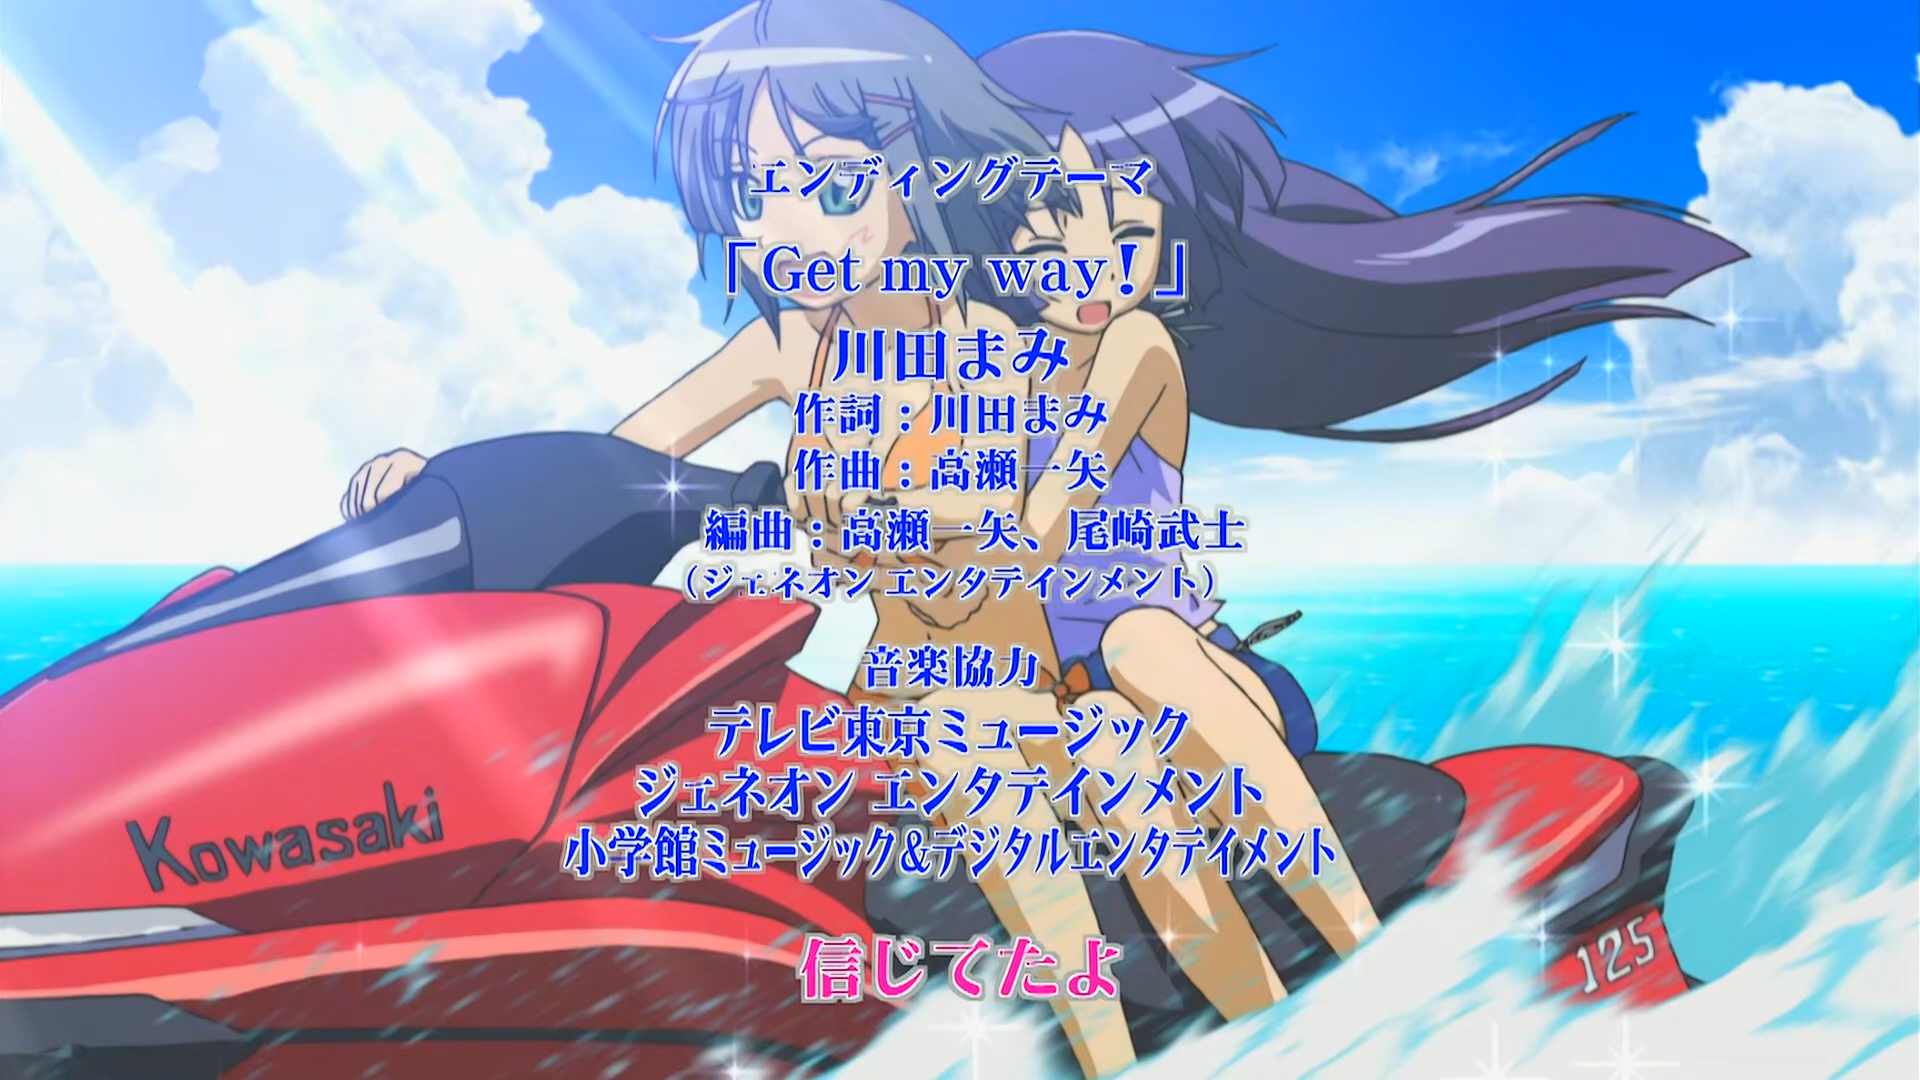 エンディングテーマ
「Get my way!」
川田まみ
作詞：川田まみ
作曲：高瀬一矢
編曲：高瀬一矢、尾崎武士
（ジェネオン エンタテインメント）
音楽協力
テレビ東京ミュージック
ジェネオン エンタテインメント
小学館ミュージック&デジタルエンタテイメント
Kowasaki
信じてたよ
125